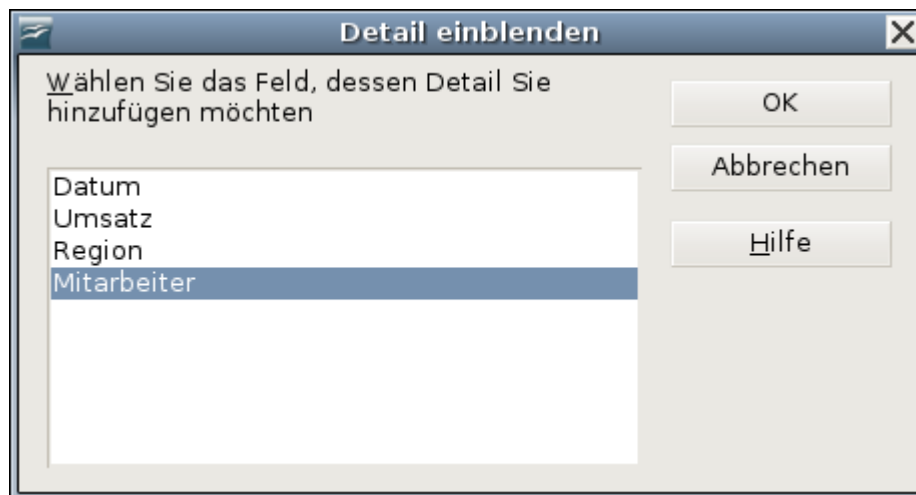 Detail einblenden
Wählen Sie das Feld, dessen Detail Sie
hinzufügen möchten
Datum
Umsatz
Region
Mitarbeiter
OK
Abbrechen
Hilfe